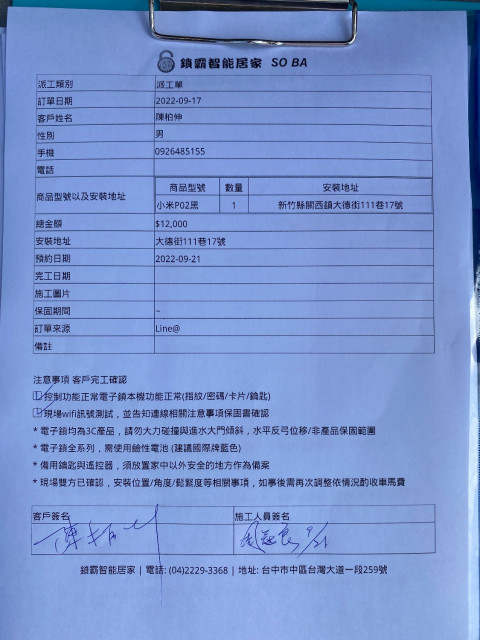 鎖霸智能居家 SO BA
派工類別 派工單
訂單日期 2022-09-17
客戶姓名 陳柏伸
性別 男
手機 0926485155
電話
商品型號以及安裝地址 商品型號 數量 安裝地址
小米P02黑 1 新竹縣關西鎮大德街111巷17號
總金額 $12,000
安裝地址 大德街111巷17號
預約日期 2022-09-21
完工日期
施工圖片
保固期間 –
訂單來源 Line@
備註
注意事項 客戶完工確認
控制功能正常電子鎖本機功能正常(指紋/密碼/卡片/鑰匙)
現場wifi訊號測試，並告知連線相關注意事項保固書確認
* 電子鎖均為3C產品，請勿大力碰撞與進水大門傾斜，水平反弓位移/非產品保固範圍
* 電子鎖全系列，需使用鹼性電池 (建議國際牌藍色)
* 備用鑰匙與遙控器，須放置家中以外安全的地方作為備案
* 現場雙方已確認，安裝位置/角度/鬆緊度等相關事項，如事後需再次調整依情況酌收車馬費
客戶簽名 施工人員簽名
9/21
鎖霸智能居家 | 電話: (04)2229-3368 | 地址: 台中市中區台灣大道一段259號